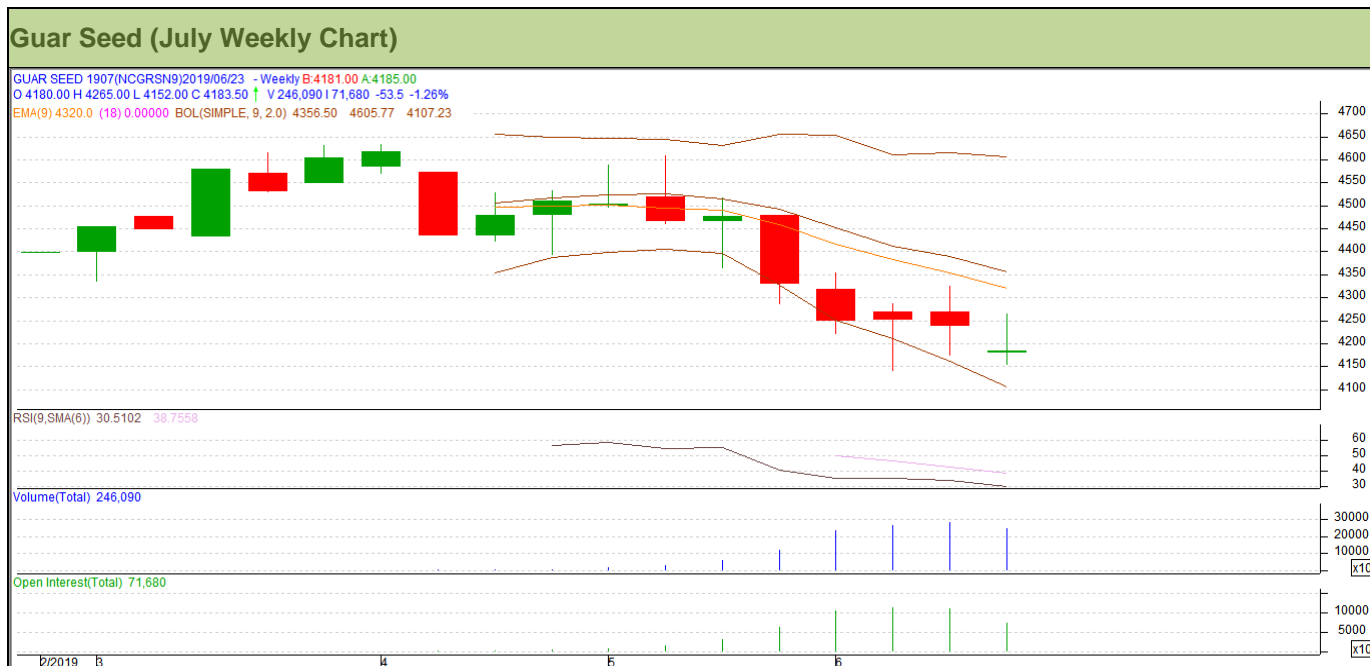 Guar Seed (July Weekly Chart)
GUAR SEED 1907(NCGRSN9)2019/06/23 - Weekly B:4181.00 A:4185.00
O 4180.00 H 4265.00 L 4152.00 C 4183.50 ↑ V 246,090 I 71,680 -53.5 -1.26%
EMA(9) 4320.0 (18) 0.00000 BOL(SIMPLE, 9, 2.0) 4356.50 4605.77 4107.23
4700
4650
4600
4550
4500
4450
4400
4350
4300
4250
4200
4150
4100
RSI(9,SMA(6)) 30.5102 38.7558
60
50
40
30
Volume(Total) 246,090
30000
20000
10000
x10
Open Interest(Total) 71,680
10000
5000
x10
2/2019 3 4 5 6